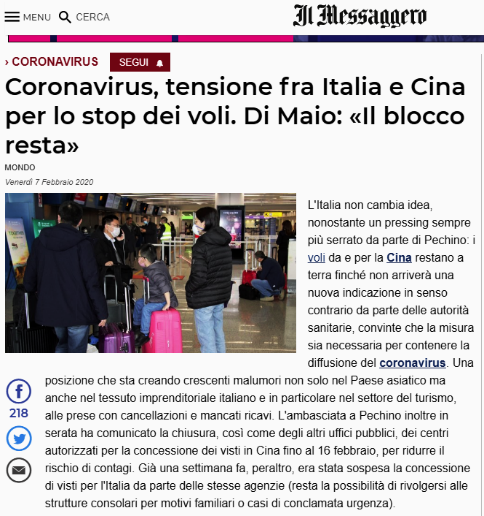 MENU CERCA Il Messaggero
› CORONAVIRUS SEGUI
Coronavirus, tensione fra Italia e Cina
per lo stop dei voli. Di Maio: «Il blocco
resta»
MONDO
Venerdì 7 Febbraio 2020
L'Italia non cambia idea,
nonostante un pressing sempre
più serrato da parte di Pechino: i
voli da e per la Cina restano a
terra finché non arriverà una
nuova indicazione in senso
contrario da parte delle autorità
sanitarie, convinte che la misura
sia necessaria per contenere la
diffusione del coronavirus. Una
posizione che sta creando crescenti malumori non solo nel Paese asiatico ma
anche nel tessuto imprenditoriale italiano e in particolare nel settore del turismo,
alle prese con cancellazioni e mancati ricavi. L'ambasciata a Pechino inoltre in
serata ha comunicato la chiusura, così come degli altri uffici pubblici, dei centri
autorizzati per la concessione dei visti in Cina fino al 16 febbraio, per ridurre il
rischio di contagi. Già una settimana fa, peraltro, era stata sospesa la concessione
di visti per l'Italia da parte delle stesse agenzie (resta la possibilità di rivolgersi alle
strutture consolari per motivi familiari o casi di conclamata urgenza).
218